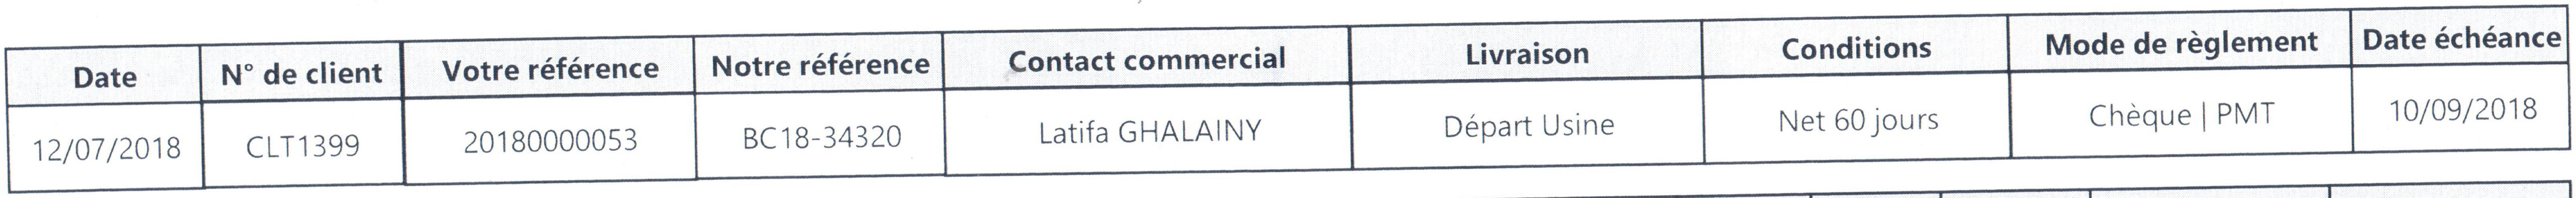 Date N° de client Votre référence Notre référence Contact commercial Livraison Conditions Mode de règlement Date échéance
12/07/2018 CLT1399 20180000053 BC18-34320 Latifa GHALAINY Départ Usine Net 60 jours Chèque | PMT 10/09/2018